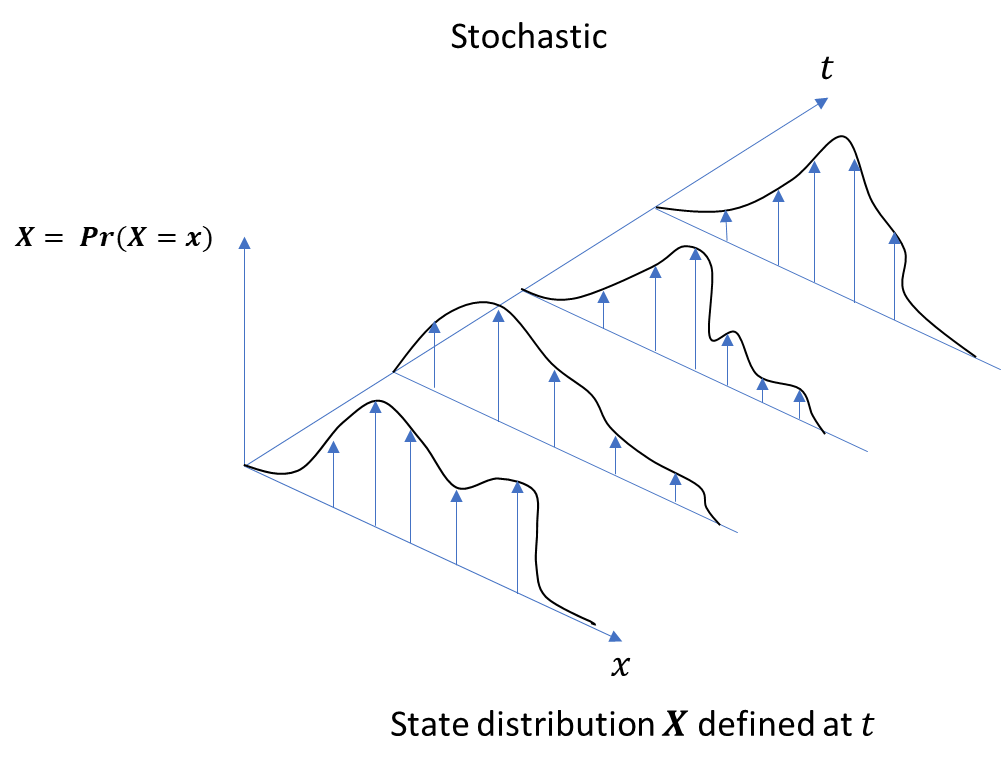 Stochastic
t
X = Pr(X = x)
x
State distribution X defined at t